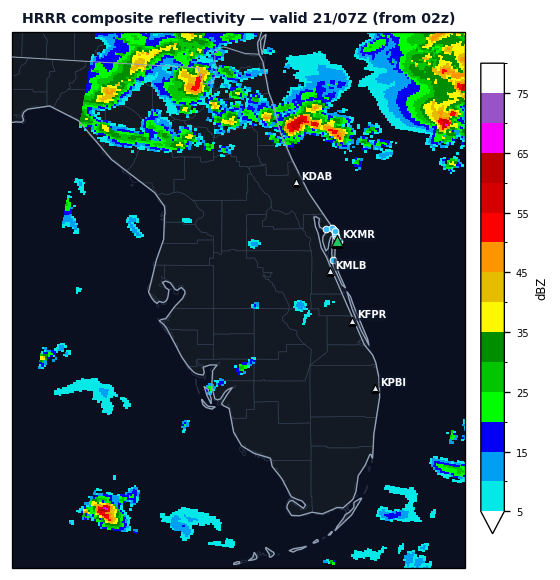 HRRR composite reflectivity — valid 21/07Z (from 02z)
KDAB
KXMR
KMLB
KFPR
KPBI
75
65
55
45
35
25
15
5
dBZ